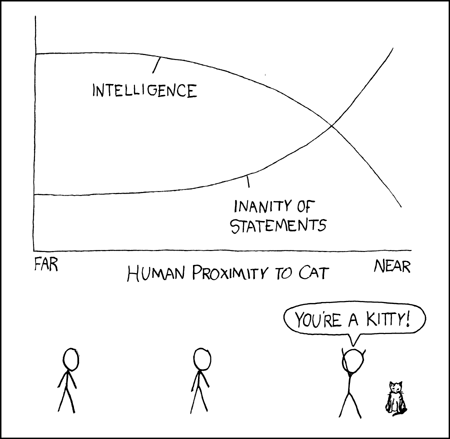 INTELLIGENCE
INANITY OF
STATEMENTS
FAR
HUMAN PROXIMITY TO CAT
NEAR
YOU'RE A KITTY!